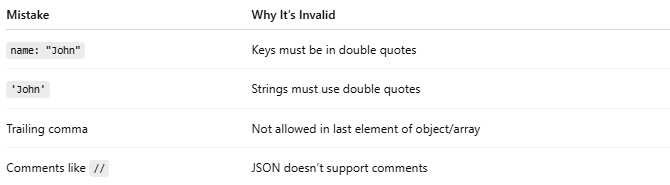 Mistake Why It's Invalid
name: "John" Keys must be in double quotes
'John' Strings must use double quotes
Trailing comma Not allowed in last element of object/array
Comments like // JSON doesn't support comments